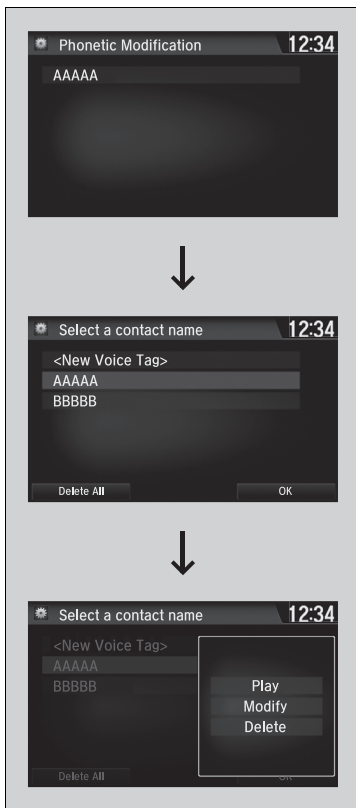 Phonetic Modification 12:34
AAAAA
Select a contact name 12:34
<New Voice Tag>
AAAAA
BBBBB
Delete All OK
Select a contact name 12:34
<New Voice Tag>
AAAAA
BBBBB
Play
Modify
Delete
Delete All OK